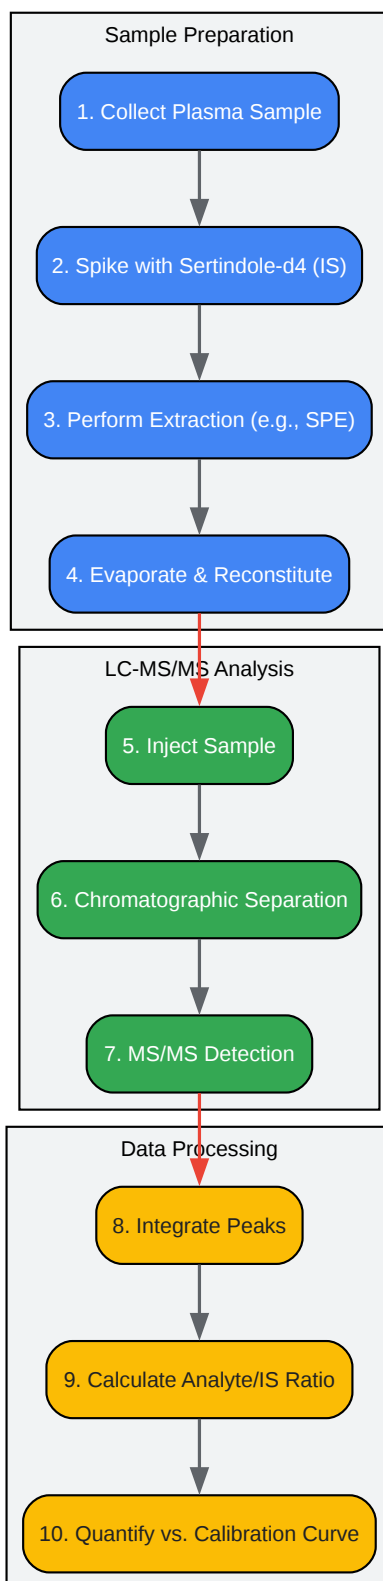 Sample Preparation
1. Collect Plasma Sample
2. Spike with Sertindole-d4 (IS)
3. Perform Extraction (e.g., SPE)
4. Evaporate & Reconstitute
LC-MS/MS Analysis
5. Inject Sample
6. Chromatographic Separation
7. MS/MS Detection
Data Processing
8. Integrate Peaks
9. Calculate Analyte/IS Ratio
10. Quantify vs. Calibration Curve